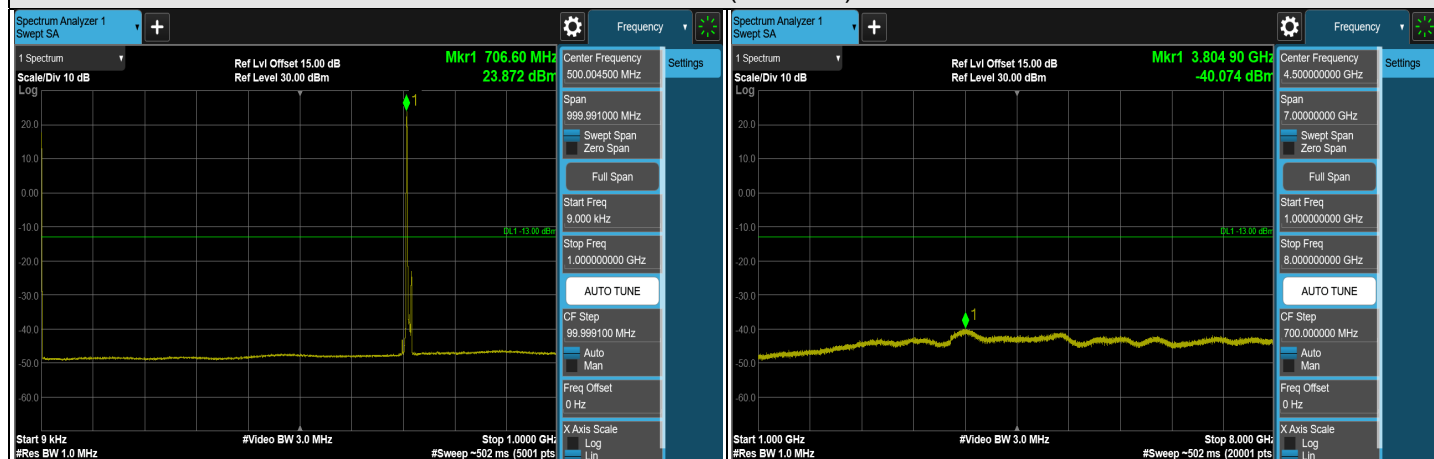 Spectrum Analyzer 1
Swept SA
+
Frequency
1 Spectrum
Ref Lvl Offset 15.00 dB
Mkr1 706.60 MHz
Scale/Div 10 dB
Ref Level 30.00 dBm
23.872 dBm
Log
1
20.0
10.0
0.00
-10.0
DL1 -13.00 dBm
-20.0
-30.0
-40.0
-50.0
-60.0
Start 9 kHz
#Video BW 3.0 MHz
Stop 1.0000 GHz
#Res BW 1.0 MHz
#Sweep ~502 ms (5001 pts)
Center Frequency
500.004500 MHz
Settings
Span
999.991000 MHz
Swept Span
Zero Span
Full Span
Start Freq
9.000 kHz
Stop Freq
1.000000000 GHz
AUTO TUNE
CF Step
99.999100 MHz
Auto
Man
Freq Offset
0 Hz
X Axis Scale
Log
Lin
Spectrum Analyzer 1
Swept SA
+
Frequency
1 Spectrum
Ref Lvl Offset 15.00 dB
Mkr1 3.804 90 GHz
Scale/Div 10 dB
Ref Level 30.00 dBm
-40.074 dBm
Log
20.0
10.0
0.00
-10.0
DL1 -13.00 dBm
-20.0
-30.0
1
-40.0
-50.0
-60.0
Start 1.000 GHz
#Video BW 3.0 MHz
Stop 8.000 GHz
#Res BW 1.0 MHz
#Sweep ~502 ms (20001 pts)
Center Frequency
4.500000000 GHz
Settings
Span
7.00000000 GHz
Swept Span
Zero Span
Full Span
Start Freq
1.000000000 GHz
Stop Freq
8.000000000 GHz
AUTO TUNE
CF Step
700.000000 MHz
Auto
Man
Freq Offset
0 Hz
X Axis Scale
Log
Lin